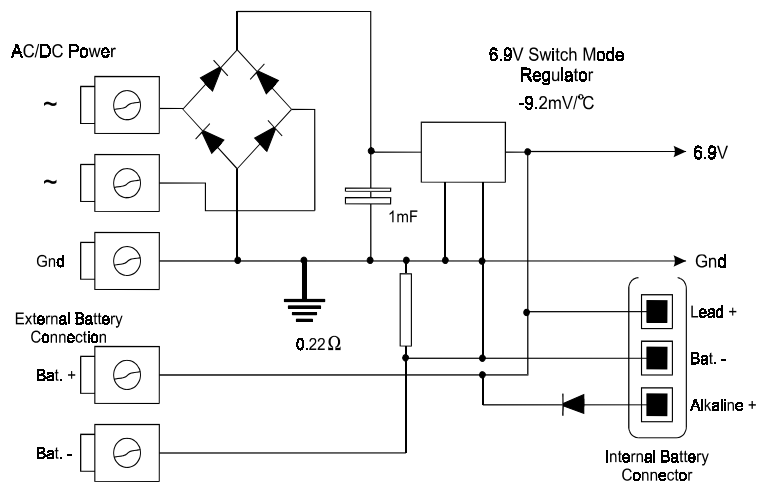 AC/DC Power
6.9V Switch Mode
Regulator
-9.2mV/°C
~
6.9V
~
1mF
Gnd
Gnd
External Battery
Connection
Lead +
0.22Ω
Bat. -
Bat. +
Alkaline +
Bat. -
Internal Battery
Connector